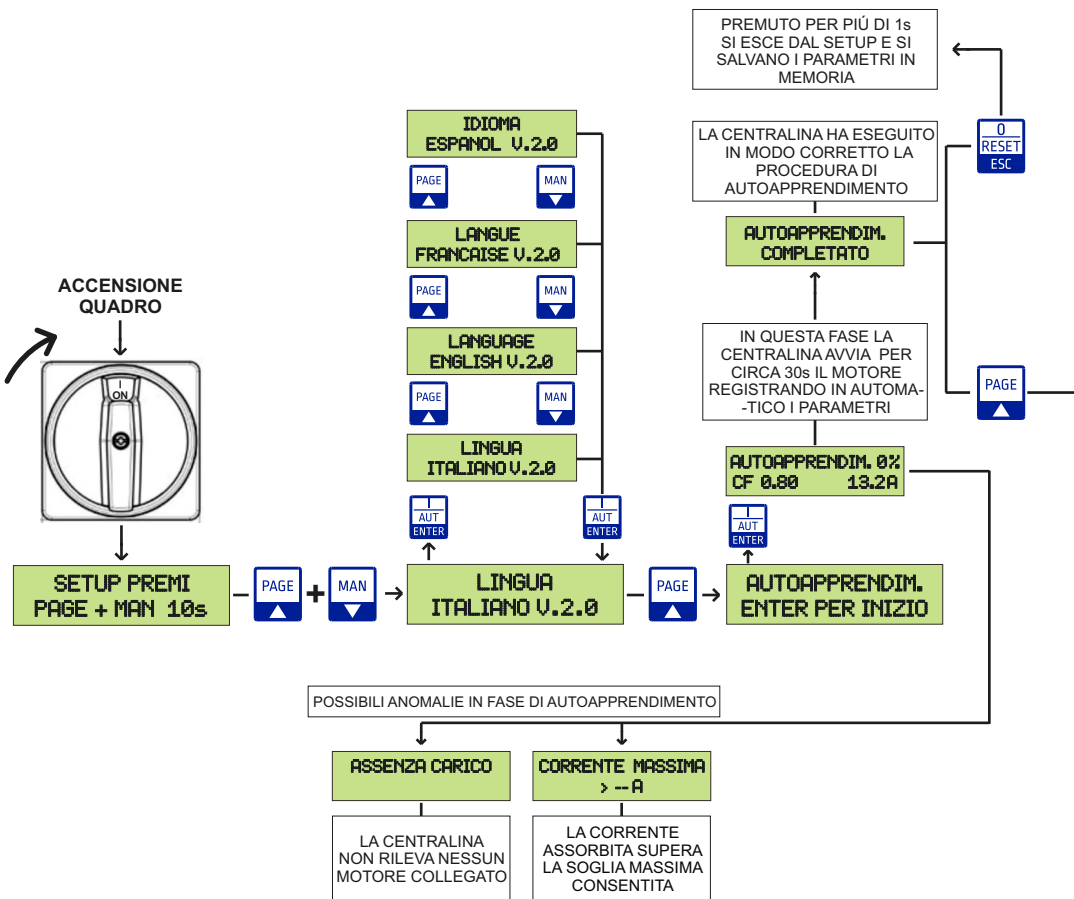 PREMUTO PER PIÚ DI 1s
SI ESCE DAL SETUP E SI
SALVANO I PARAMETRI IN
MEMORIA
0
RESET
ESC
LA CENTRALINA HA ESEGUITO
IN MODO CORRETTO LA
PROCEDURA DI
AUTOAPPRENDIMENTO
AUTOAPPRENDIM.
COMPLETATO
IN QUESTA FASE LA
CENTRALINA AVVIA PER
CIRCA 30s IL MOTORE
REGISTRANDO IN AUTOMA-
-TICO I PARAMETRI
PAGE
AUTOAPPRENDIM. 0%
CF 0.80 13.2A
I
AUT
ENTER
IDIOMA
ESPANOL V.2.0
PAGE
MAN
LANGUE
FRANCAISE V.2.0
PAGE
MAN
LANGUAGE
ENGLISH V.2.0
PAGE
MAN
LINGUA
ITALIANO V.2.0
I
AUT
ENTER
I
AUT
ENTER
ACCENSIONE
QUADRO
I
ON
SETUP PREMI
PAGE + MAN 10s
PAGE
+
MAN
LINGUA
ITALIANO V.2.0
PAGE
AUTOAPPRENDIM.
ENTER PER INIZIO
POSSIBILI ANOMALIE IN FASE DI AUTOAPPRENDIMENTO
ASSENZA CARICO
LA CENTRALINA
NON RILEVA NESSUN
MOTORE COLLEGATO
CORRENTE MASSIMA
> -- A
LA CORRENTE
ASSORBITA SUPERA
LA SOGLIA MASSIMA
CONSENTITA